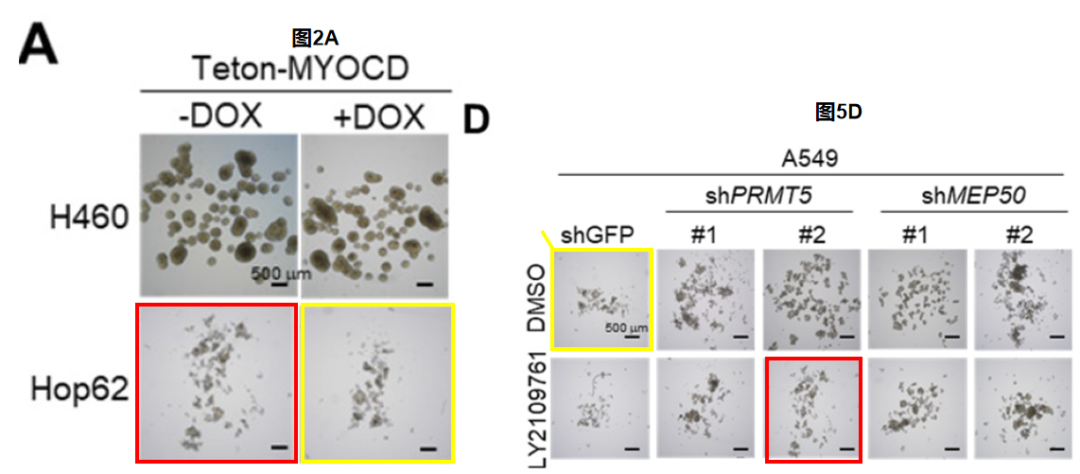 A
图2A
Teton-MYOCD
-DOX
+DOX
H460
500 μm
Hop62
D
图5D
A549
shPRMT5
shMEP50
shGFP
#1
#2
#1
#2
DMSO
500 μm
LY2109761